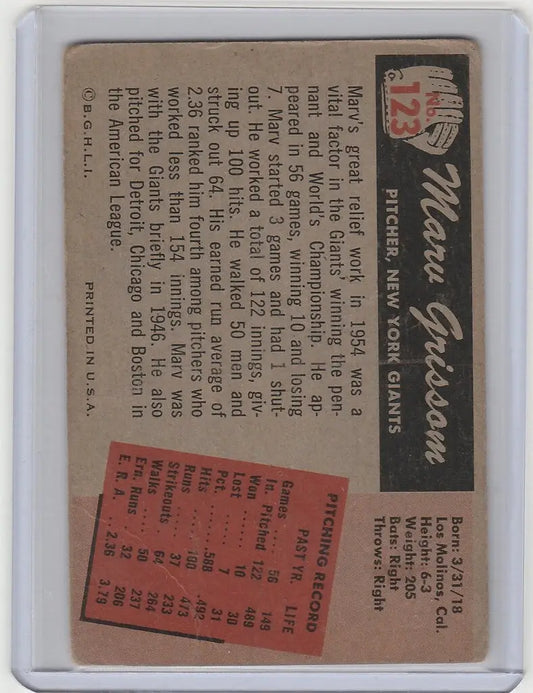 No.
123
Marv Grissom
PITCHER, NEW YORK GIANTS
Born: 3/31/18
Los Molinos, Cal.
Height: 6-3
Weight: 205
Bats: Right
Throws: Right
Marv's great relief work in 1954 was a
vital factor in the Giants' winning the pen-
nant and World's Championship. He ap-
peared in 56 games, winning 10 and losing
7. Marv started 3 games and had 1 shut-
out. He worked a total of 122 innings, giv-
ing up 100 hits. He walked 50 men and
struck out 64. His earned run average of
2.36 ranked him fourth among pitchers who
worked less than 154 innings. Marv was
with the Giants briefly in 1946. He also
pitched for Detroit, Chicago and Boston in
the American League.
PITCHING RECORD
PAST YR. LIFE
Games .... 56 149
In. Pitched 122 489
Won ..... 10 30
Lost ..... 7 31
Pct. ..... .588 .492
Hits ..... 100 473
Runs .... 37 233
Strikeouts 64 264
Walks ... 50 237
Ern. Runs 32 206
E. R. A. .. 2.36 3.79
©B.G.H.L.I. PRINTED IN U.S.A.